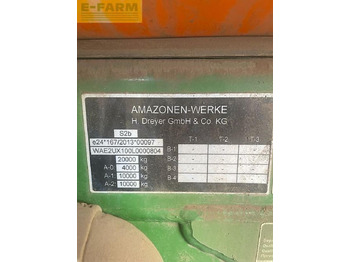 E-FARM
AMAZONEN-WERKE
H. Dreyer GmbH & Co. KG
S2b
e24*167/2013*00097
WAE2UX100L0000804
20000 kg
A-0: 4000 kg
A-1: 10000 kg
A-2: 10000 kg
T-1 T-2 T-3
B-1
B-2
B-3
B-4